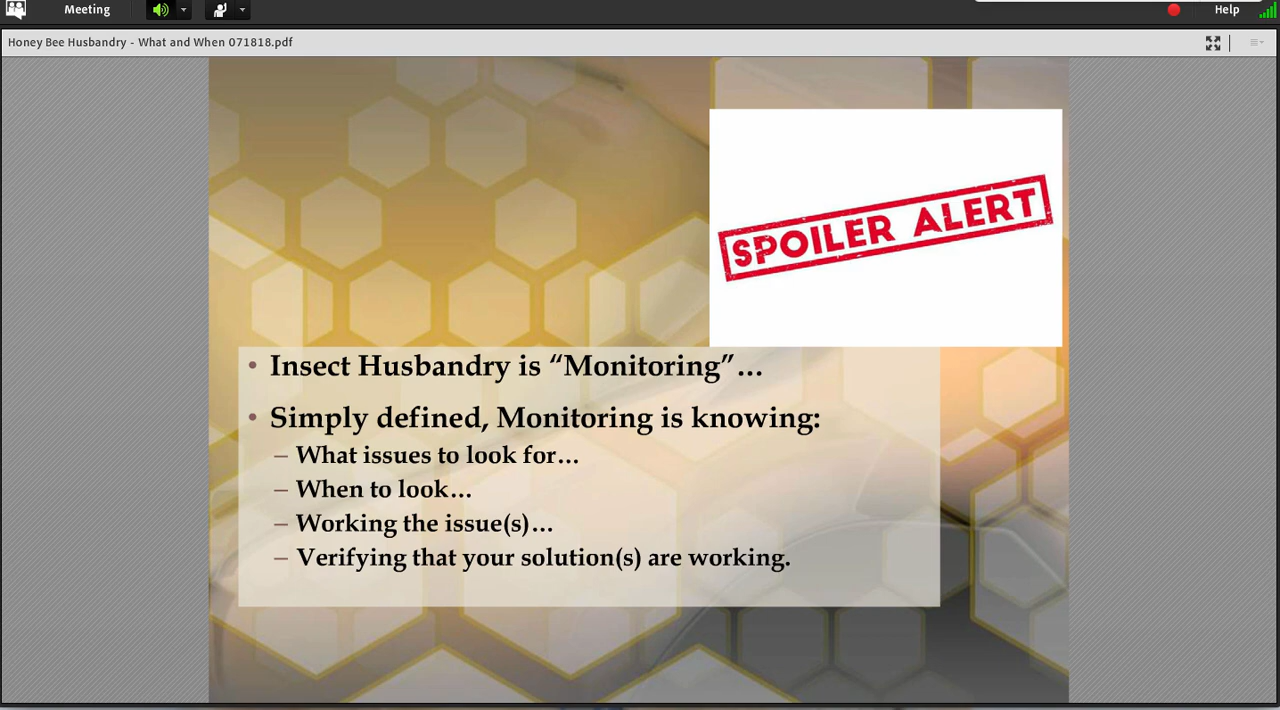 Meeting
Help
Honey Bee Husbandry - What and When 071818.pdf
SPOILER ALERT
• Insect Husbandry is “Monitoring”…
• Simply defined, Monitoring is knowing:
– What issues to look for…
– When to look…
– Working the issue(s)…
– Verifying that your solution(s) are working.